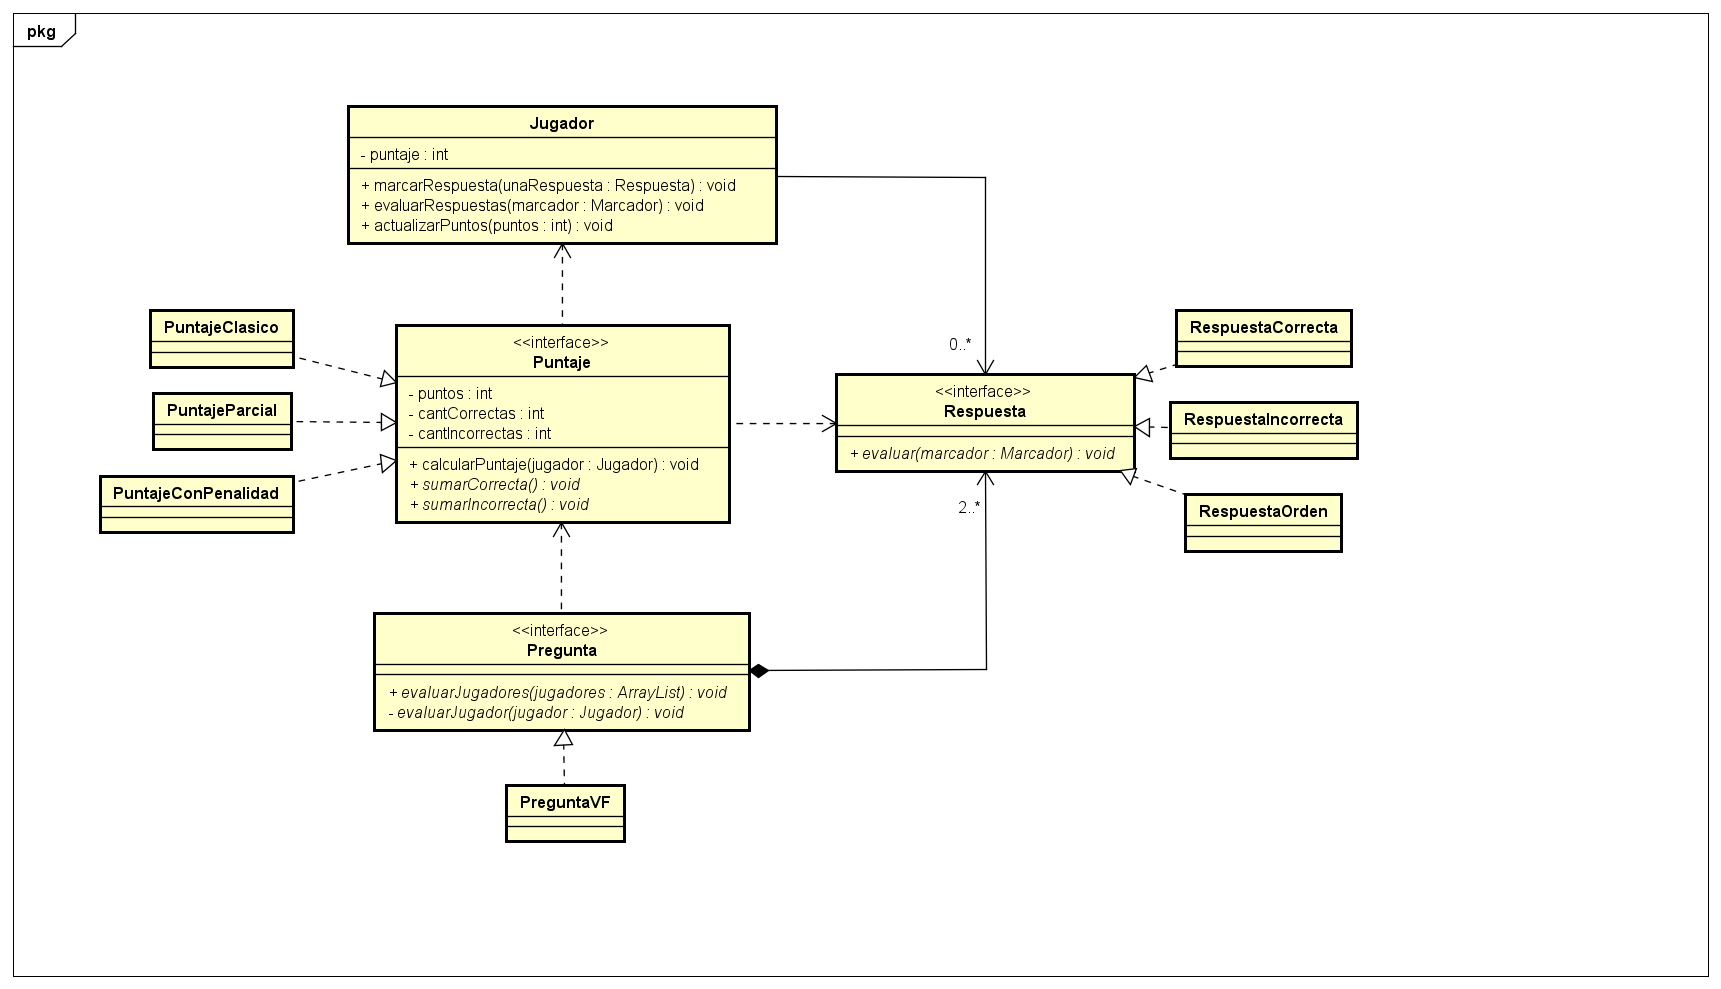 pkg
Jugador
- puntaje : int
+ marcarRespuesta(unaRespuesta : Respuesta) : void
+ evaluarRespuestas(marcador : Marcador) : void
+ actualizarPuntos(puntos : int) : void
PuntajeClasico
PuntajeParcial
PuntajeConPenalidad
<<interface>>
Puntaje
- puntos : int
- cantCorrectas : int
- cantIncorrectas : int
+ calcularPuntaje(jugador : Jugador) : void
+ sumarCorrecta() : void
+ sumarIncorrecta() : void
0..*
<<interface>>
Respuesta
+ evaluar(marcador : Marcador) : void
2..*
RespuestaCorrecta
RespuestaIncorrecta
RespuestaOrden
<<interface>>
Pregunta
+ evaluarJugadores(jugadores : ArrayList) : void
- evaluarJugador(jugador : Jugador) : void
PreguntaVF